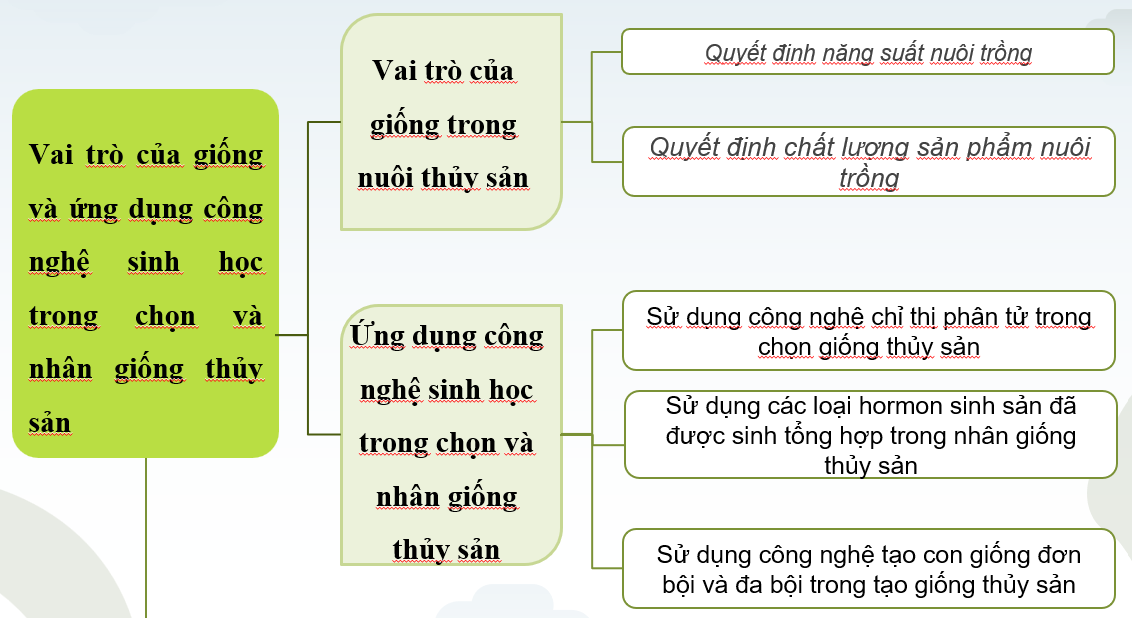 Vai trò của giống
và ứng dụng công
nghệ sinh học
trong chọn và
nhân giống thủy
sản
Vai trò của
giống trong
nuôi thủy sản
Quyết định năng suất nuôi trồng
Quyết định chất lượng sản phẩm nuôi
trồng
Ứng dụng công
nghệ sinh học
trong chọn và
nhân giống
thủy sản
Sử dụng công nghệ chỉ thị phân tử trong
chọn giống thủy sản
Sử dụng các loại hormon sinh sản đã
được sinh tổng hợp trong nhân giống
thủy sản
Sử dụng công nghệ tạo con giống đơn
bội và đa bội trong tạo giống thủy sản